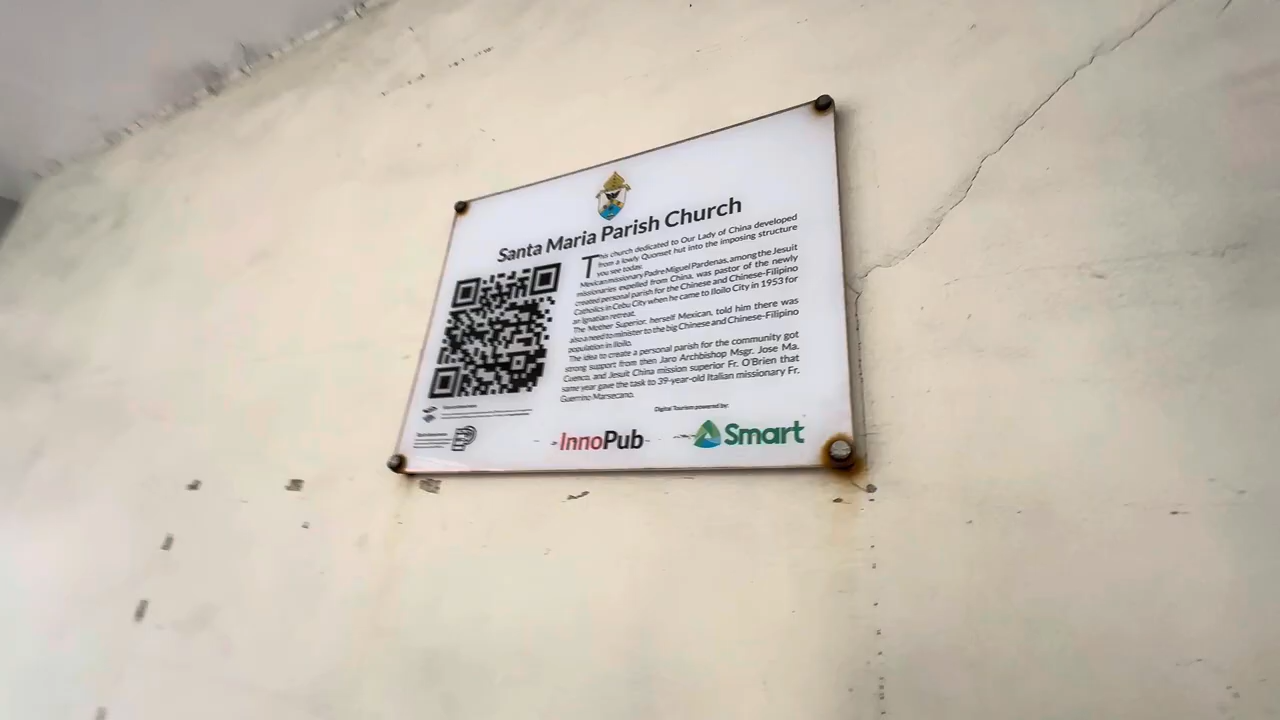 Santa Maria Parish Church
This church dedicated to Our Lady of China developed
from a lowly Quonset hut into the imposing structure
you see today.
Mexican missionary Padre Miguel Pardenas, among the Jesuit
missionaries expelled from China, was pastor of the newly
created personal parish for the Chinese and Chinese-Filipino
Catholics in Cebu City when he came to Iloilo City in 1953 for
an Ignatian retreat.
The Mother Superior, herself Mexican, told him there was
also a need to minister to the big Chinese and Chinese-Filipino
population in Iloilo.
The idea to create a personal parish for the community got
strong support from then Jaro Archbishop Msgr. Jose Ma.
Cuenco, and Jesuit China mission superior Fr. O'Brien that
same year gave the task to 39-year-old Italian missionary Fr.
Guerrino Marsecano.
Digital Tourism powered by:
InnoPub
Smart